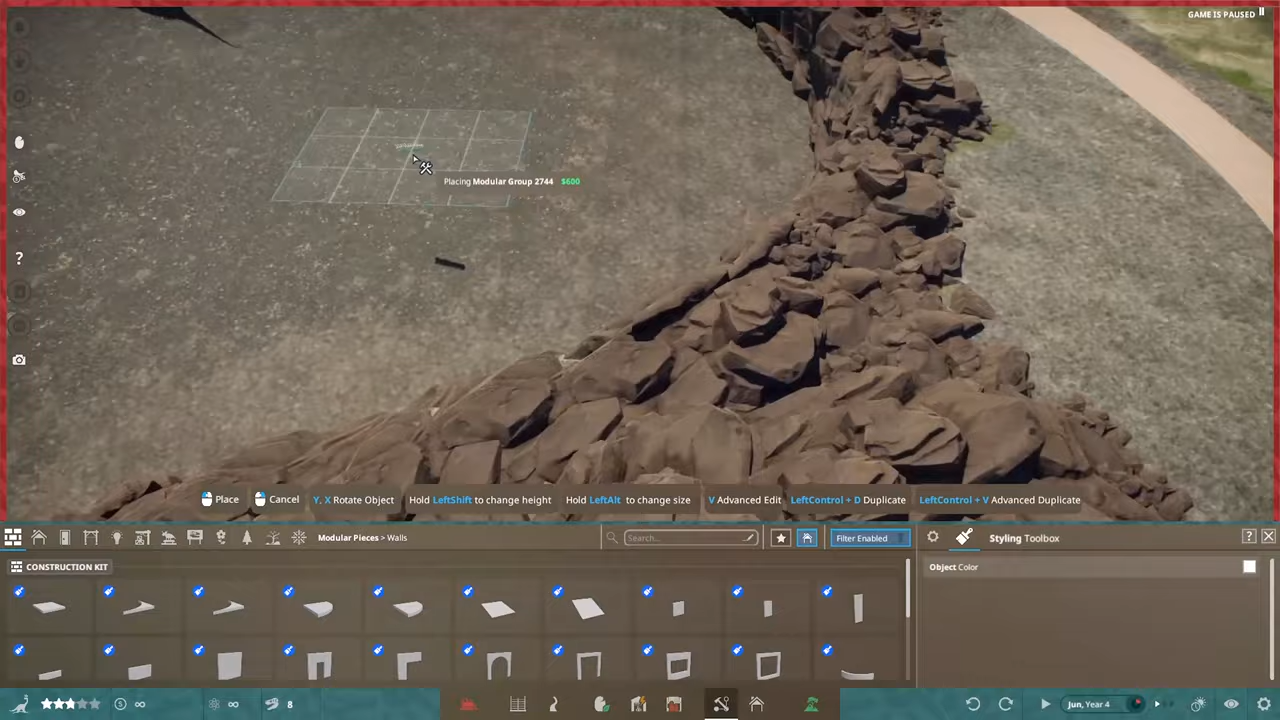 GAME IS PAUSED
Placing Modular Group 2744 $600
?
Place Cancel Y, X Rotate Object Hold LeftShift to change height Hold LeftAlt to change size V Advanced Edit LeftControl + D Duplicate LeftControl + V Advanced Duplicate
Modular Pieces > Walls Search... Filter Enabled Styling Toolbox ?
CONSTRUCTION KIT Object Color
∞ ∞ 8 Jun, Year 4